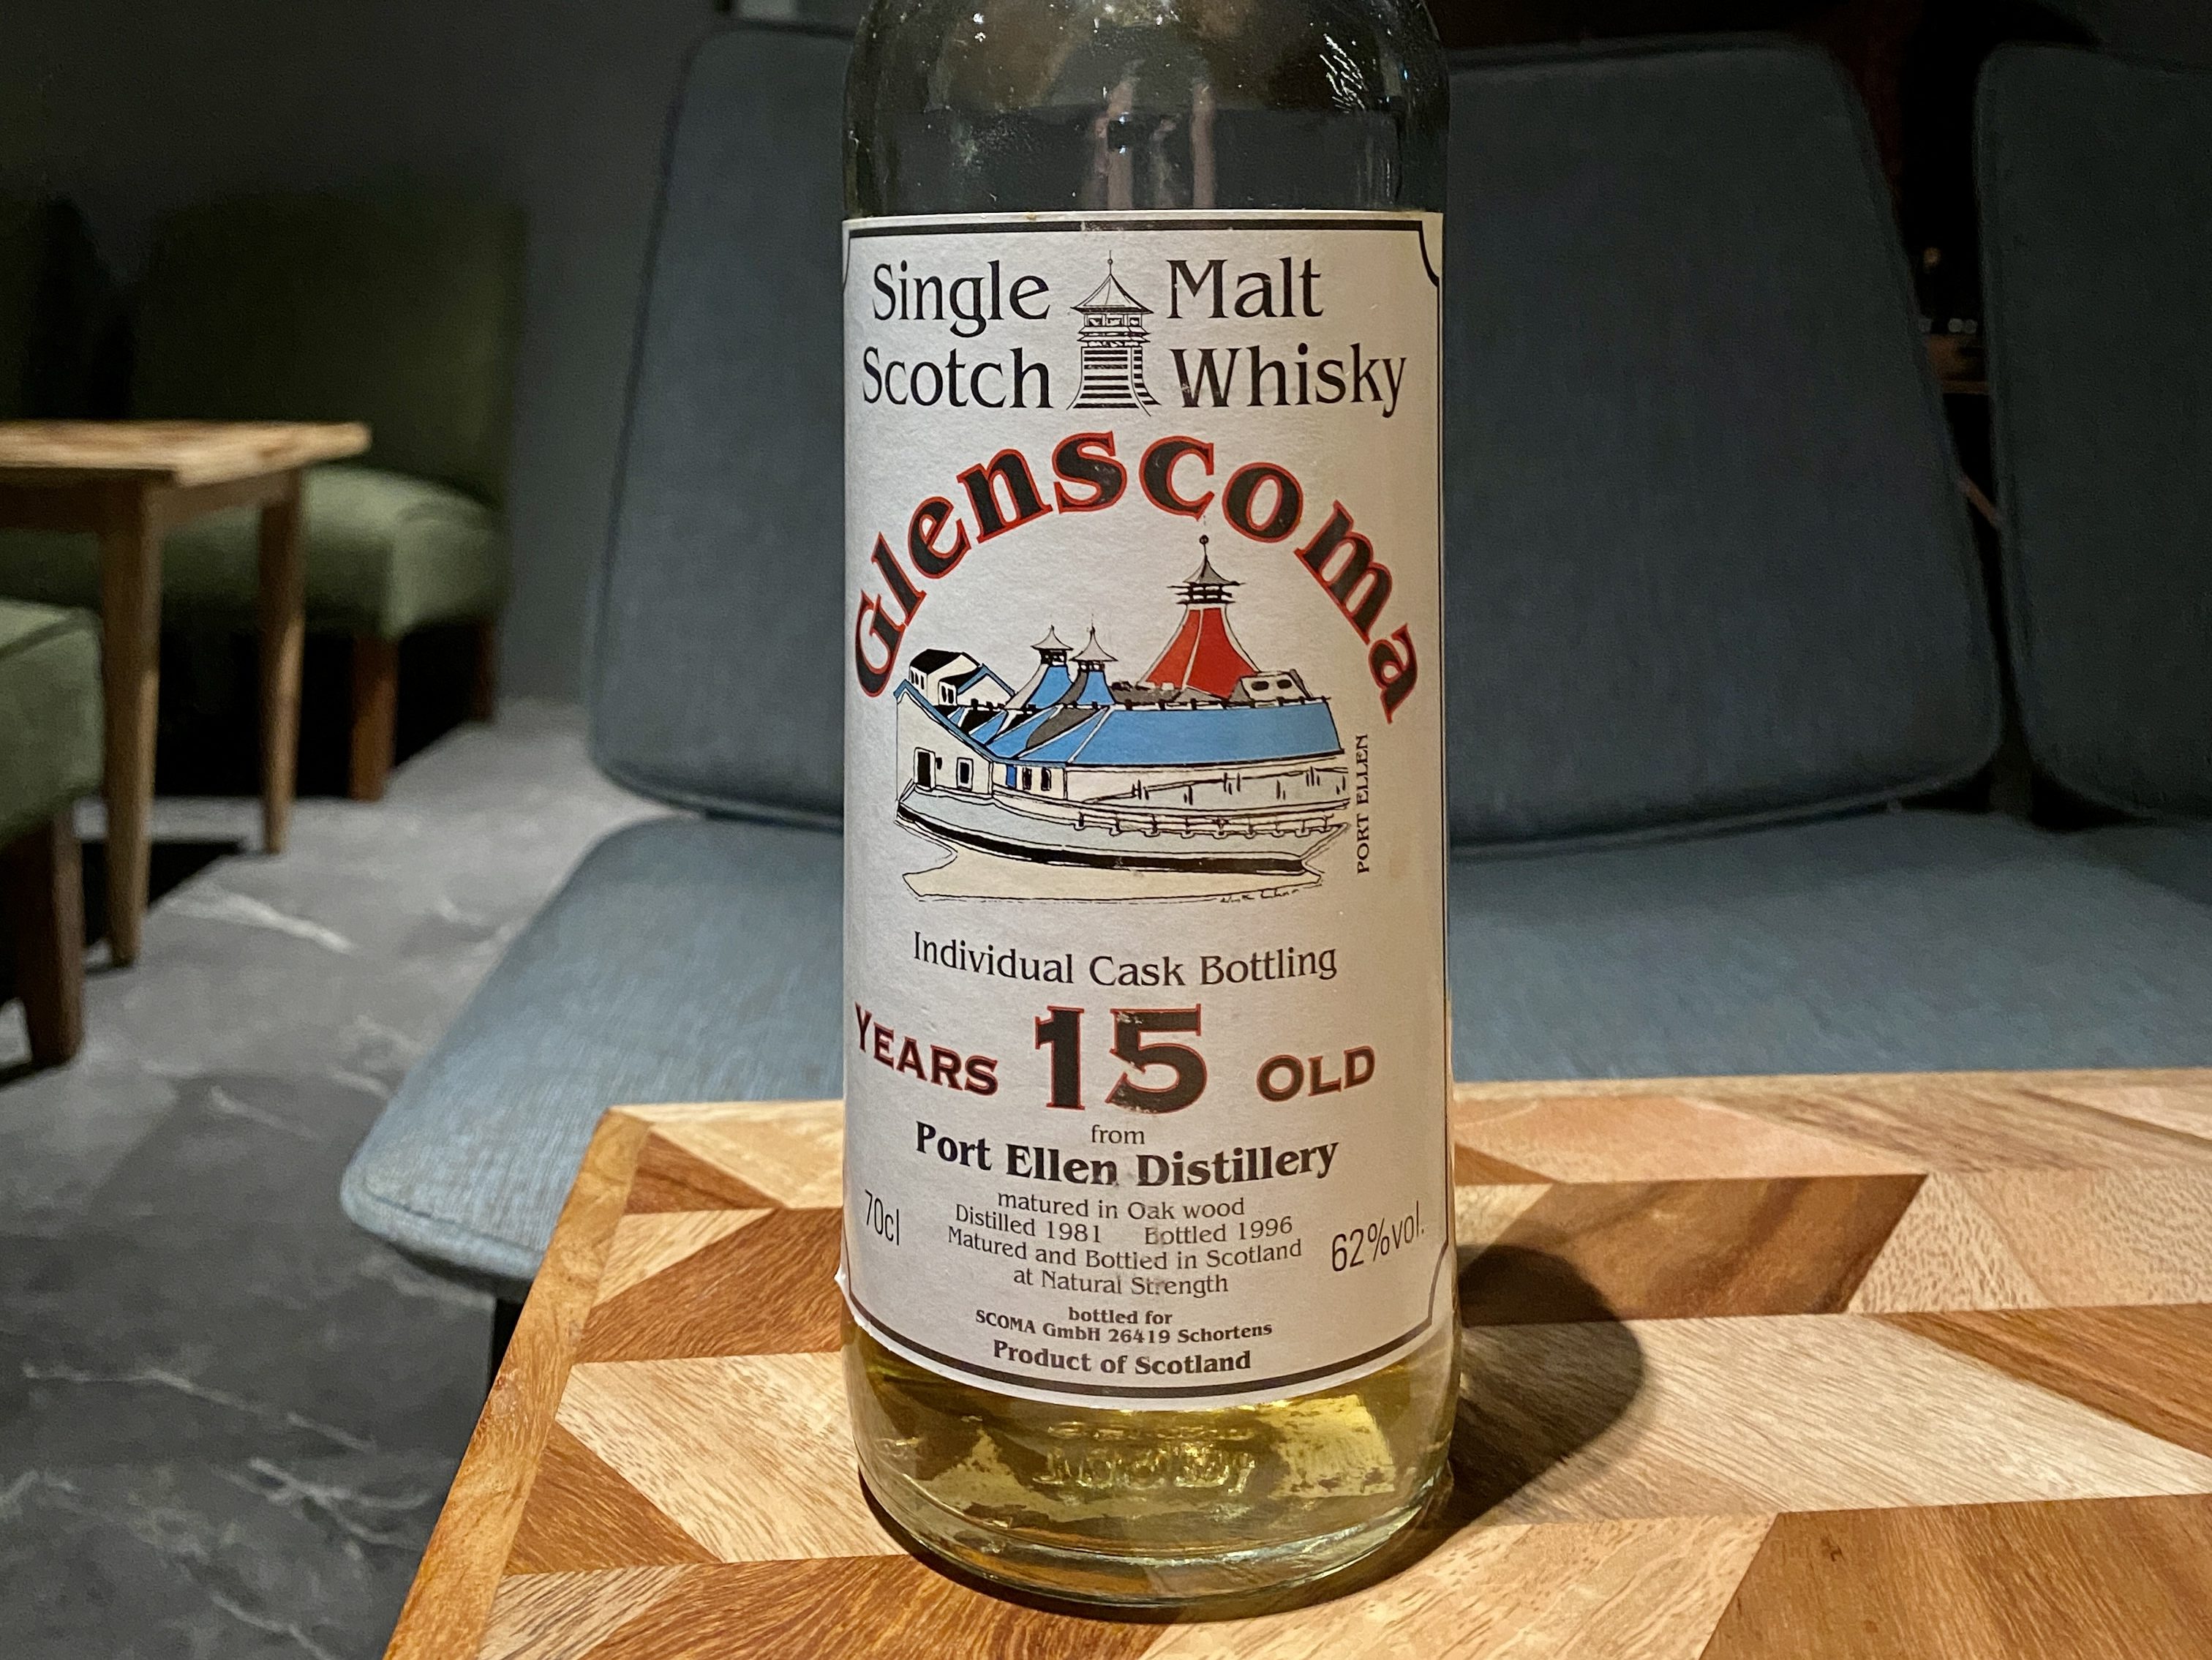 Single Malt
Scotch Whisky
Glenscoma
PORT ELLEN
Individual Cask Bottling
YEARS 15 OLD
from
Port Ellen Distillery
matured in Oak wood
Distilled 1981 Bottled 1996
Matured and Bottled in Scotland
at Natural Strength
70cl
62%vol.
bottled for
SCOMA GmbH 26419 Schortens
Product of Scotland